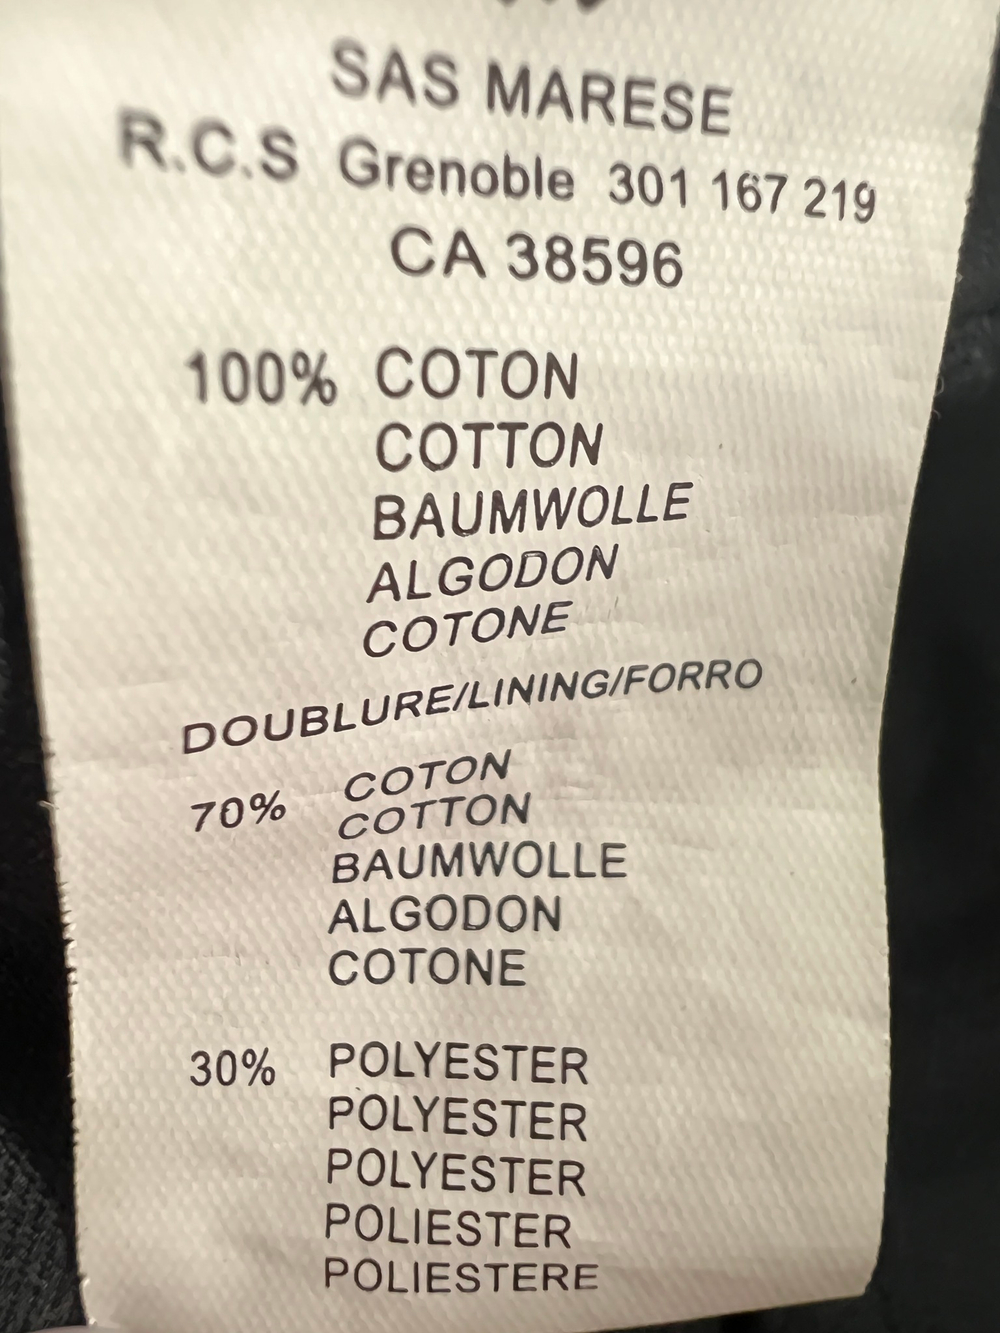 SAS MARESE
R.C.S Grenoble 301 167 219
CA 38596
100% COTON
COTTON
BAUMWOLLE
ALGODON
COTONE
DOUBLURE/LINING/FORRO
70% COTON
COTTON
BAUMWOLLE
ALGODON
COTONE
30% POLYESTER
POLYESTER
POLYESTER
POLIESTER
POLIESTERE